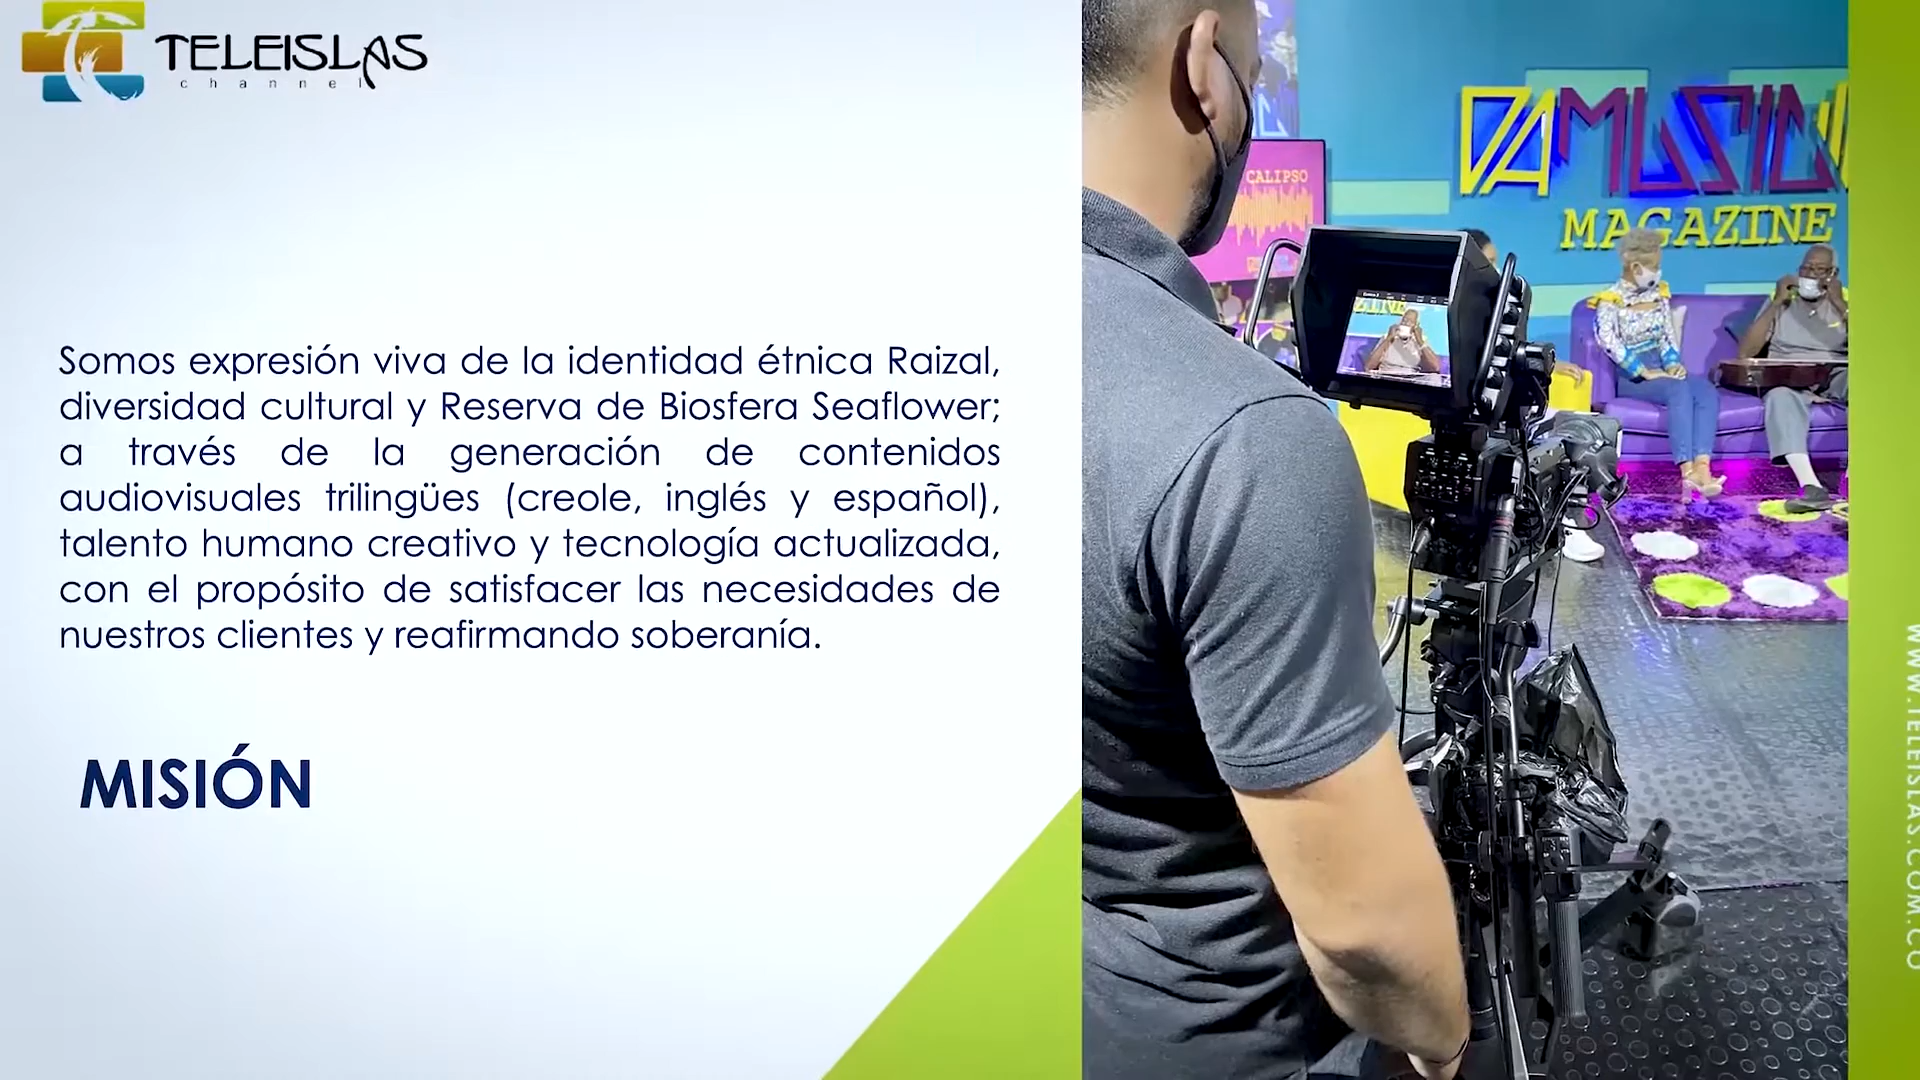 TELEISLAS
channel
Somos expresión viva de la identidad étnica Raizal,
diversidad cultural y Reserva de Biosfera Seaflower;
a través de la generación de contenidos
audiovisuales trilingües (creole, inglés y español),
talento humano creativo y tecnología actualizada,
con el propósito de satisfacer las necesidades de
nuestros clientes y reafirmando soberanía.
MISIÓN
CALIPSO
MAGAZINE
WWW.TELEISLAS.COM.CO